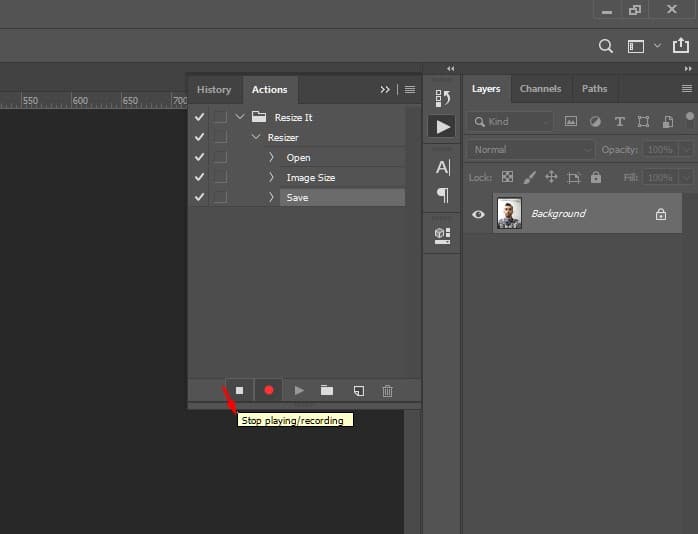 550
600
650
700
History Actions
Resize It
Resizer
Open
Image Size
Save
Stop playing/recording
Layers Channels Paths
Kind
Normal Opacity: 100%
Lock: Fill: 100%
Background